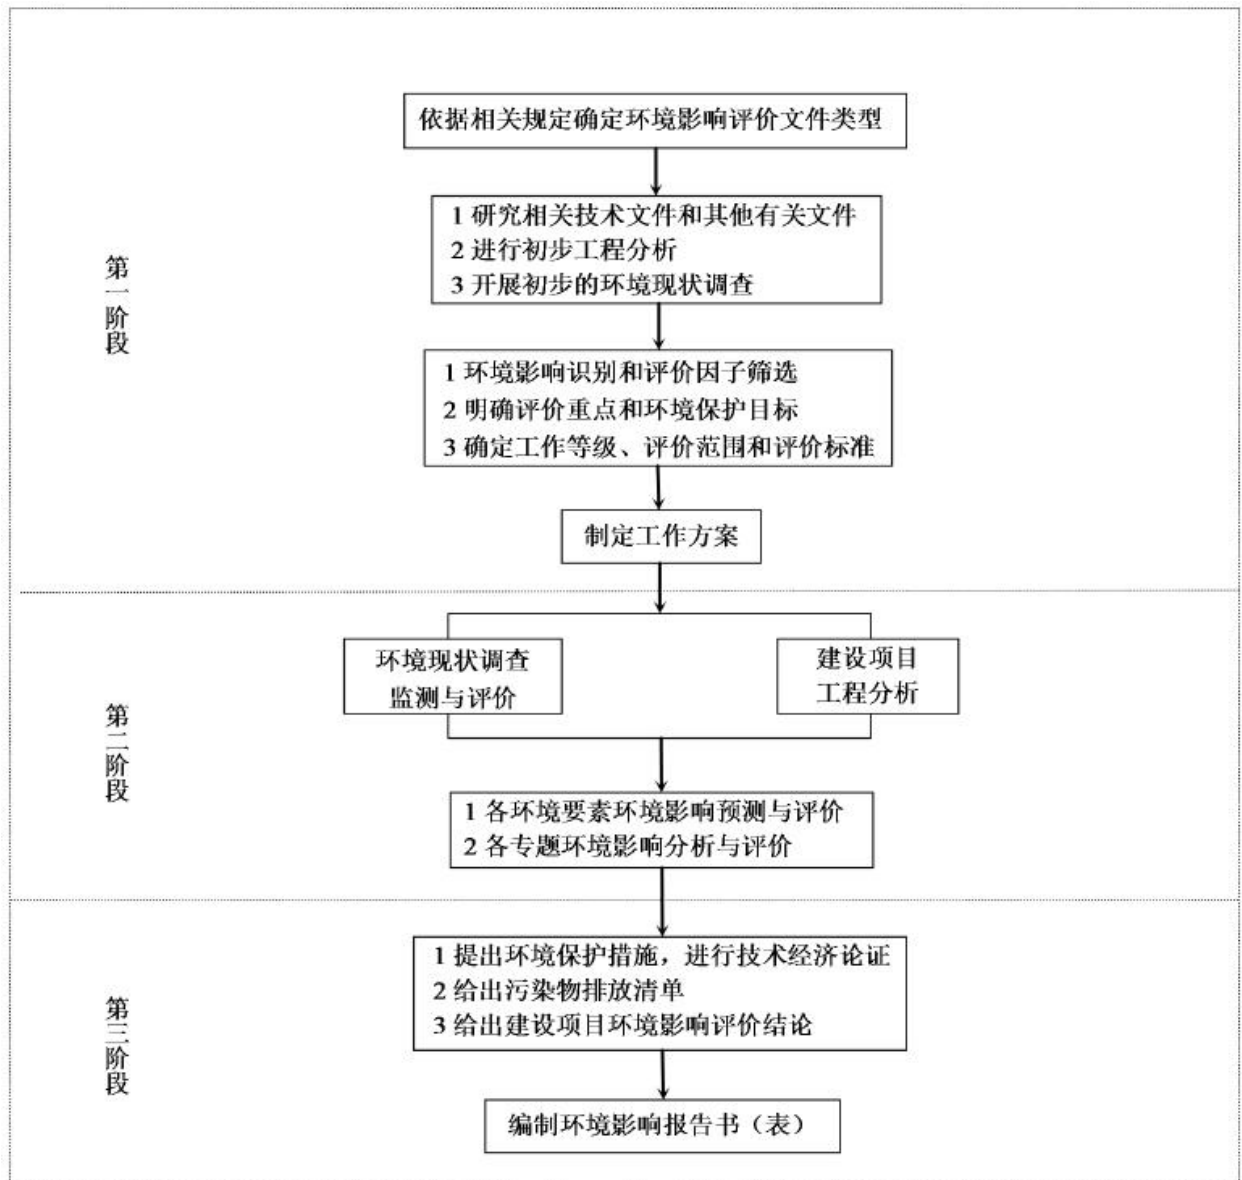 依据相关规定确定环境影响评价文件类型
1 研究相关技术文件和其他有关文件
2 进行初步工程分析
3 开展初步的环境现状调查
第一阶段
1 环境影响识别和评价因子筛选
2 明确评价重点和环境保护目标
3 确定工作等级、评价范围和评价标准
制定工作方案
环境现状调查
监测与评价
建设项目
工程分析
第二阶段
1 各环境要素环境影响预测与评价
2 各专题环境影响分析与评价
1 提出环境保护措施，进行技术经济论证
2 给出污染物排放清单
3 给出建设项目环境影响评价结论
第三阶段
编制环境影响报告书（表）